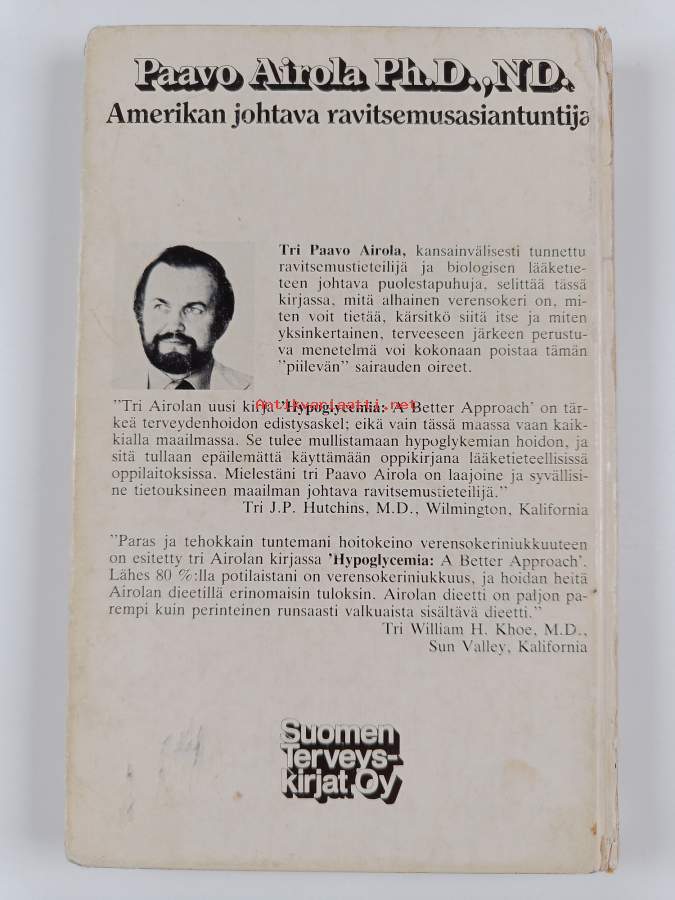 Paavo Airola Ph.D., N.D.
Amerikan johtava ravitsemusasiantuntija
Tri Paavo Airola, kansainvälisesti tunnettu
ravitsemustieteilijä ja biologisen lääketie-
teen johtava puolestapuhuja, selittää tässä
kirjassa, mitä alhainen verensokeri on, mi-
ten voit tietää, kärsitkö siitä itse ja miten
yksinkertainen, terveeseen järkeen perustu-
va menetelmä voi kokonaan poistaa tämän
"piilevän" sairauden oireet.
Antikvariaatti.net
"Tri Airolan uusi kirja 'Hypoglycemia: A Better Approach' on tär-
keä terveydenhoidon edistysaskel; eikä vain tässä maassa vaan kaik-
kialla maailmassa. Se tulee mullistamaan hypoglykemian hoidon, ja
sitä tullaan epäilemättä käyttämään oppikirjana lääketieteellisissä
oppilaitoksissa. Mielestäni tri Paavo Airola on laajoine ja syvällisi-
ne tietouksineen maailman johtava ravitsemustieteilijä."
Tri J.P. Hutchins, M.D., Wilmington, Kalifornia
"Paras ja tehokkain tuntemani hoitokeino verensokeriniukkuuteen
on esitetty tri Airolan kirjassa 'Hypoglycemia: A Better Approach'.
Lähes 80 %:lla potilaistani on verensokeriniukkuus, ja hoidan heitä
Airolan dieetillä erinomaisin tuloksin. Airolan dieetti on paljon pa-
rempi kuin perinteinen runsaasti valkuaista sisältävä dieetti."
Tri William H. Khoe, M.D.,
Sun Valley, Kalifornia
Suomen
Terveys-
kirjat Oy